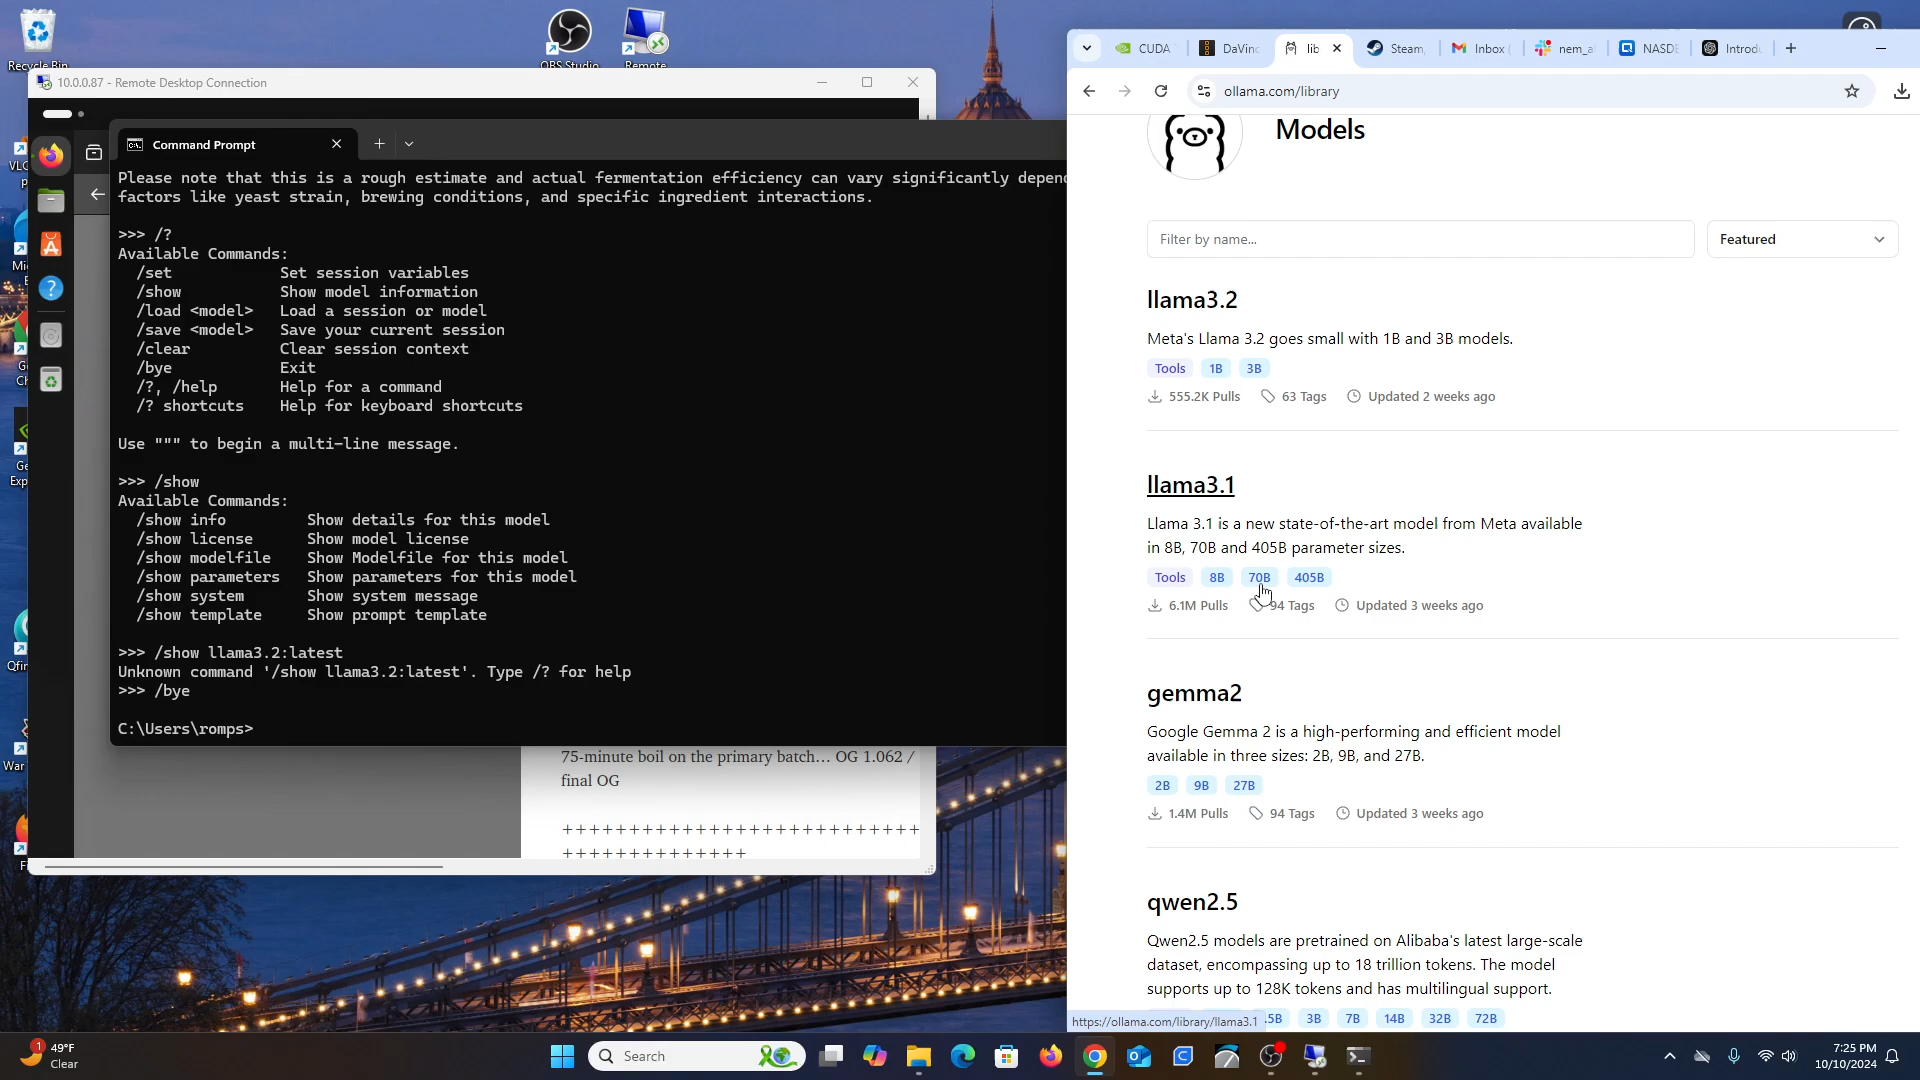 Recycle Bin
OBS Studio
Remote
10.0.0.87 - Remote Desktop Connection
Command Prompt
Please note that this is a rough estimate and actual fermentation efficiency can vary significantly depend
factors like yeast strain, brewing conditions, and specific ingredient interactions.
>>> /?
Available Commands:
/set Set session variables
/show Show model information
/load <model> Load a session or model
/save <model> Save your current session
/clear Clear session context
/bye Exit
/?, /help Help for a command
/? shortcuts Help for keyboard shortcuts
Use """ to begin a multi-line message.
>>> /show
Available Commands:
/show info Show details for this model
/show license Show model license
/show modelfile Show Modelfile for this model
/show parameters Show parameters for this model
/show system Show system message
/show template Show prompt template
>>> /show llama3.2:latest
Unknown command '/show llama3.2:latest'. Type /? for help
>>> /bye
C:\Users\romps>
75-minute boil on the primary batch... OG 1.062 /
final OG
++++++++++++++++++++++++++
+++++++++++++
CUDA
DaVinc
lib
Steam,
Inbox (
nem_a
NASDE
Introdu
ollama.com/library
Models
Filter by name...
Featured
llama3.2
Meta's Llama 3.2 goes small with 1B and 3B models.
Tools 1B 3B
555.2K Pulls 63 Tags Updated 2 weeks ago
llama3.1
Llama 3.1 is a new state-of-the-art model from Meta available
in 8B, 70B and 405B parameter sizes.
Tools 8B 70B 405B
6.1M Pulls 94 Tags Updated 3 weeks ago
gemma2
Google Gemma 2 is a high-performing and efficient model
available in three sizes: 2B, 9B, and 27B.
2B 9B 27B
1.4M Pulls 94 Tags Updated 3 weeks ago
qwen2.5
Qwen2.5 models are pretrained on Alibaba's latest large-scale
dataset, encompassing up to 18 trillion tokens. The model
supports up to 128K tokens and has multilingual support.
.5B 3B 7B 14B 32B 72B
https://ollama.com/library/llama3.1
1
49°F
Clear
Search
7:25 PM
10/10/2024